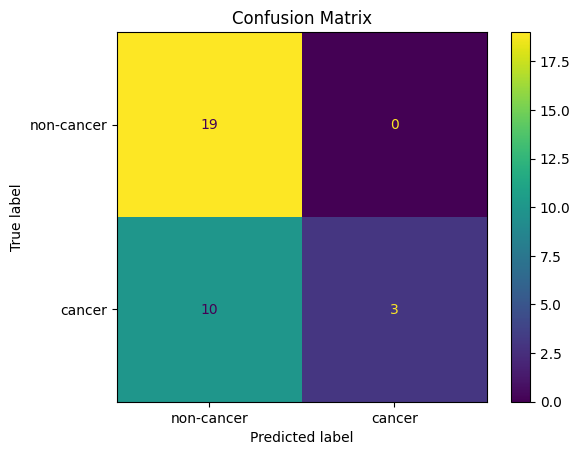 Confusion Matrix
True label
non-cancer
cancer
19
0
10
3
non-cancer
cancer
Predicted label
17.5
15.0
12.5
10.0
7.5
5.0
2.5
0.0